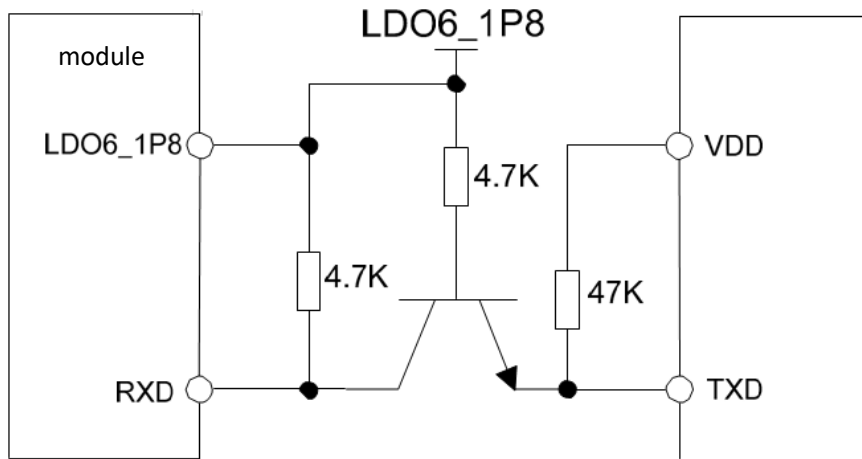 LDO6_1P8
module
LDO6_1P8
VDD
4.7K
4.7K
47K
RXD
TXD